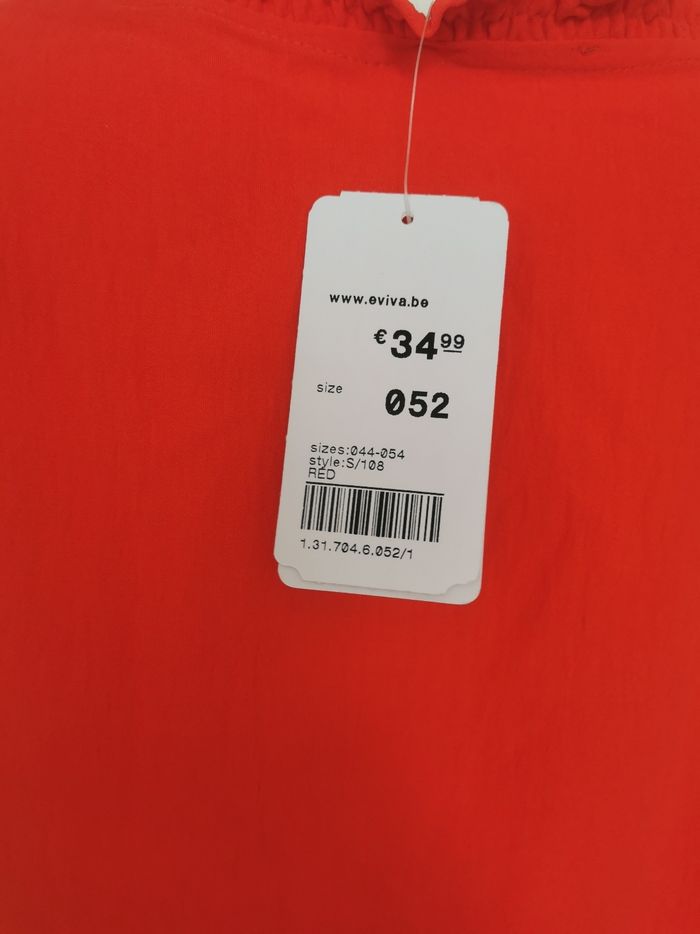 www.eviva.be
€34.99
size 052
sizes:044-054
style:S/108
RED
1.31.704.6.052/1